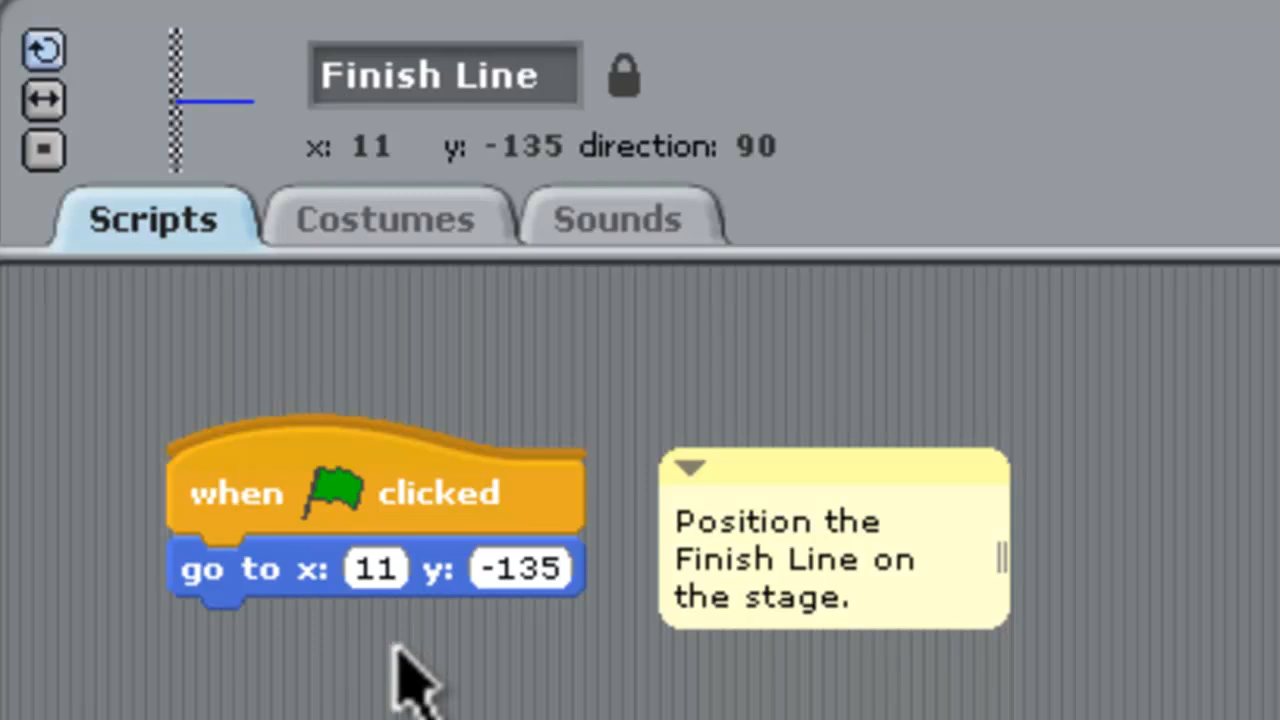 Finish Line
x: 11 y: -135 direction: 90
Scripts Costumes Sounds
when clicked
go to x: 11 y: -135
Position the
Finish Line on
the stage.